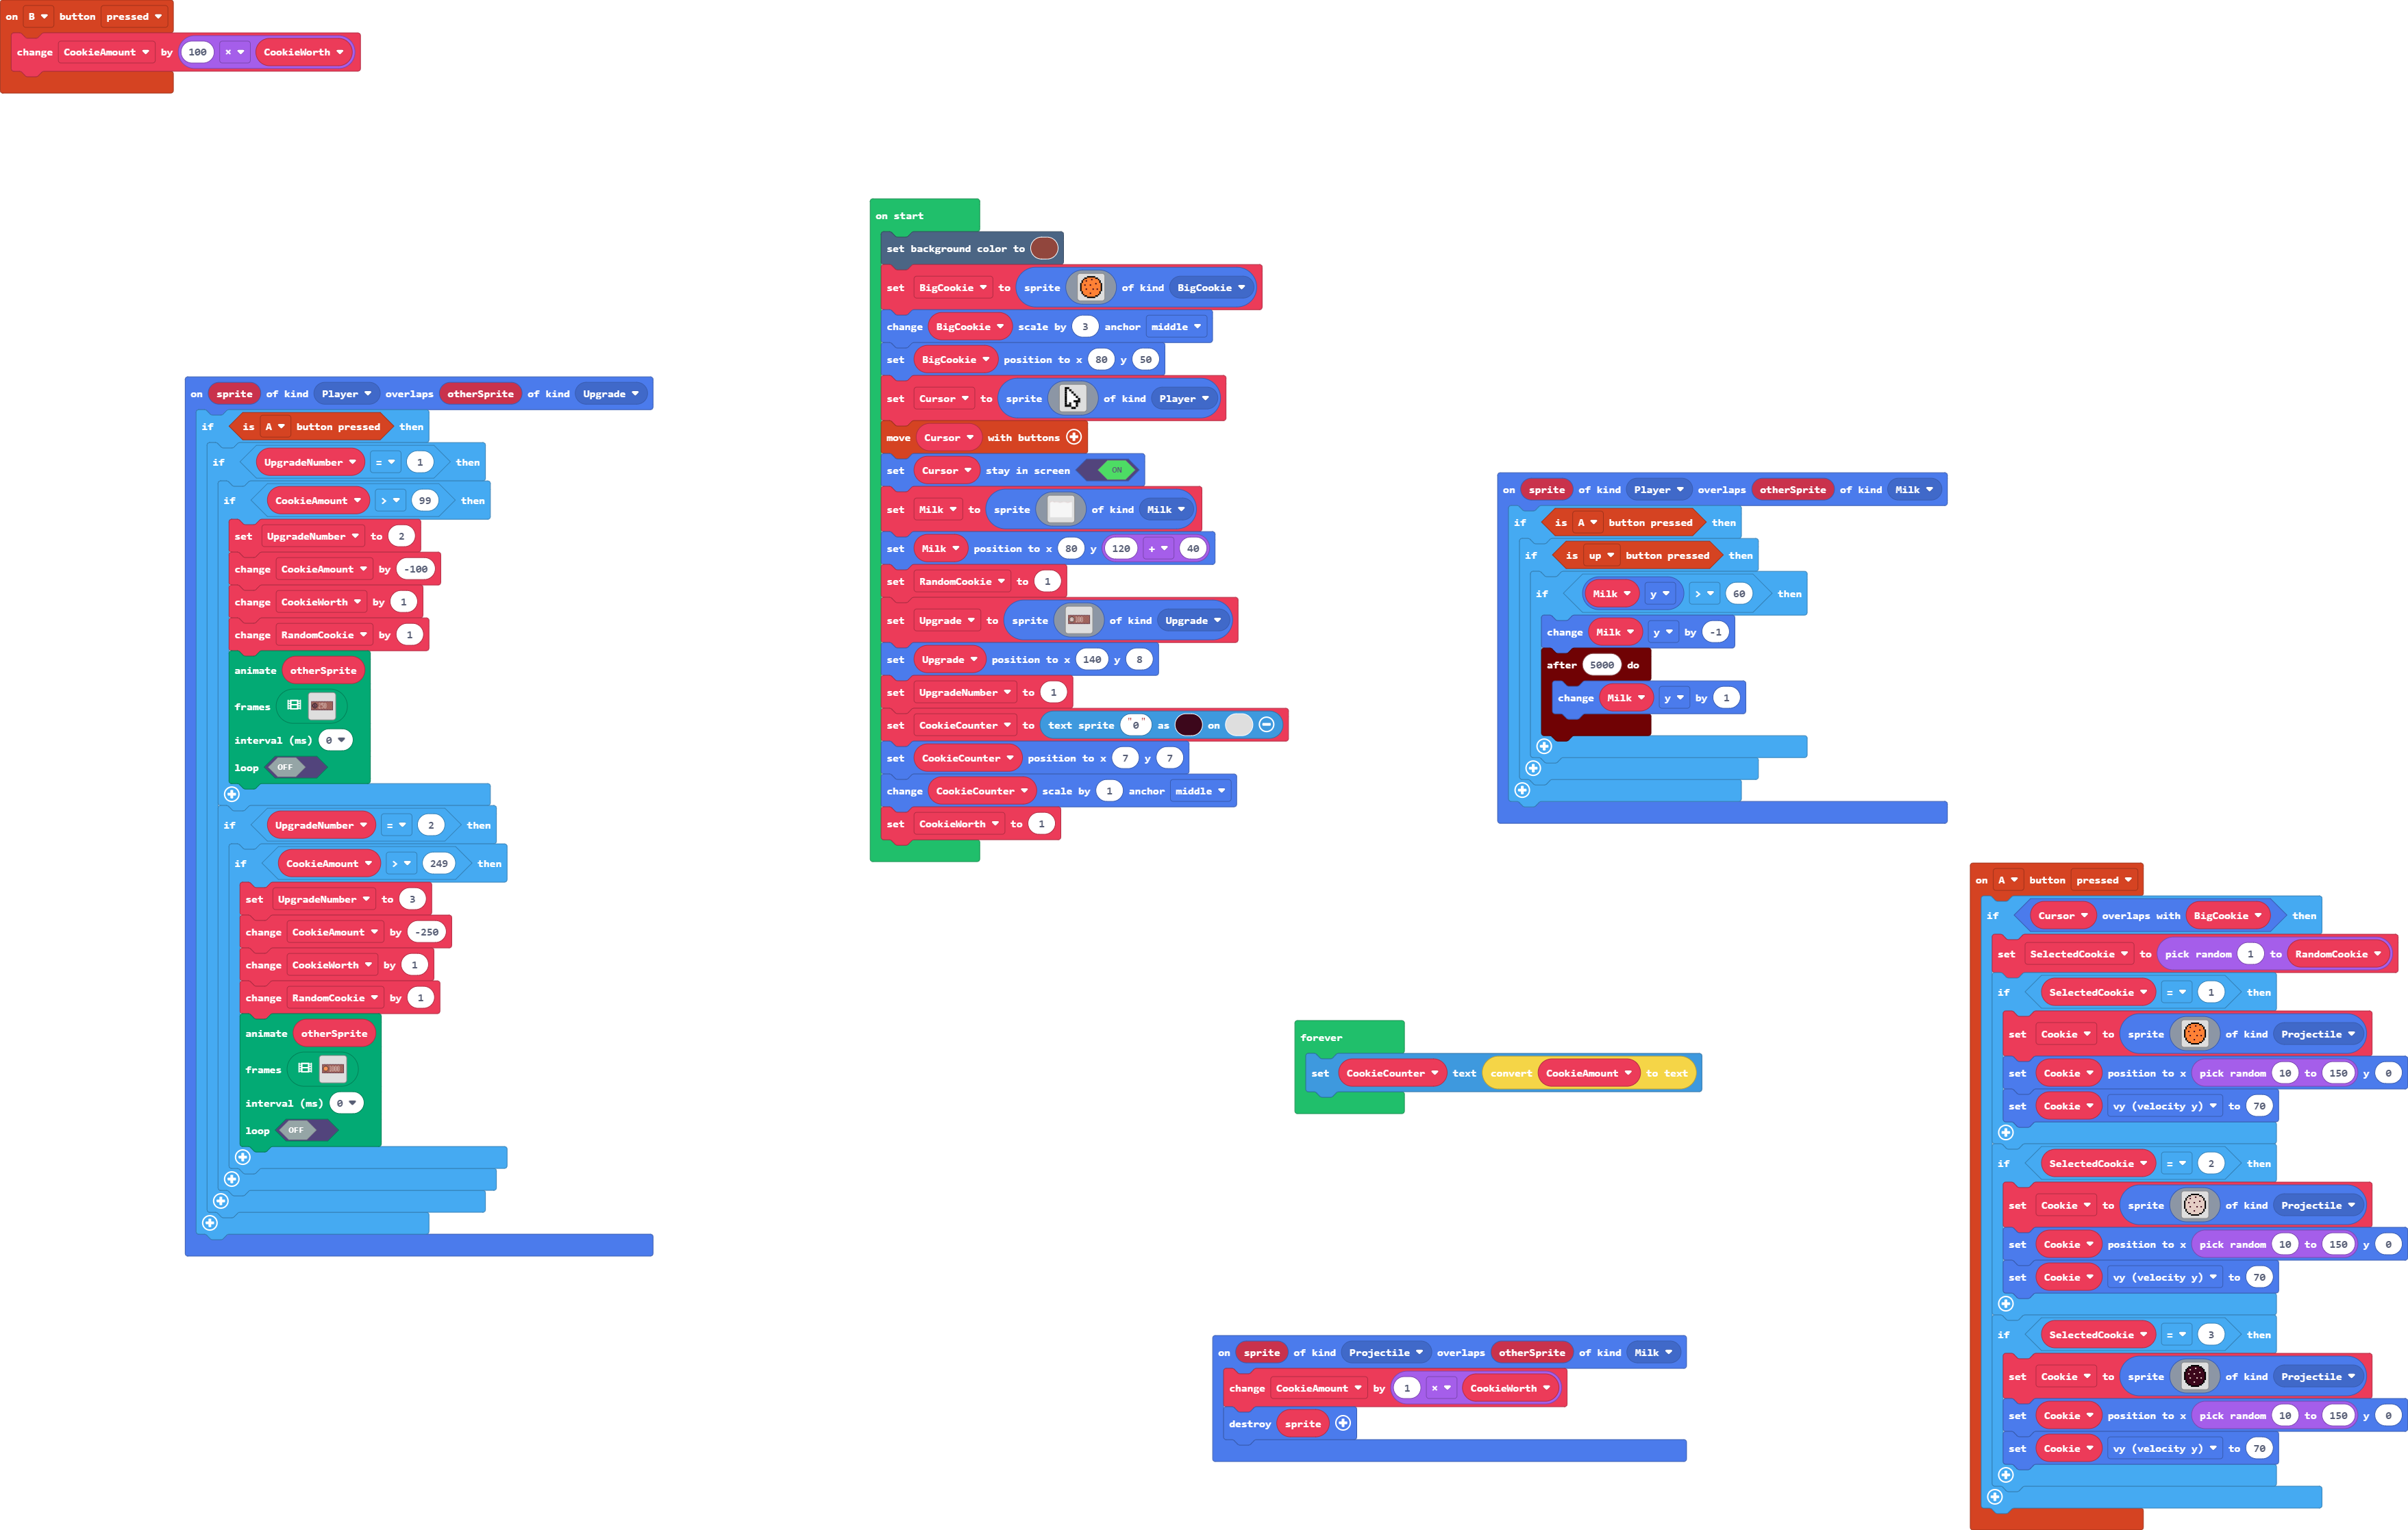 on B button pressed
change CookieAmount by 100 × CookieWorth
on start
set background color to
set BigCookie to sprite of kind BigCookie
change BigCookie scale by 3 anchor middle
set BigCookie position to x 80 y 50
set Cursor to sprite of kind Player
move Cursor with buttons
set Cursor stay in screen ON
set Milk to sprite of kind Milk
set Milk position to x 80 y 120 + 40
set RandomCookie to 1
set Upgrade to sprite of kind Upgrade
set Upgrade position to x 140 y 8
set UpgradeNumber to 1
set CookieCounter to text sprite "0" as on
set CookieCounter position to x 7 y 7
change CookieCounter scale by 1 anchor middle
set CookieWorth to 1
on sprite of kind Player overlaps otherSprite of kind Upgrade
if is A button pressed then
if UpgradeNumber = 1 then
if CookieAmount > 99 then
set UpgradeNumber to 2
change CookieAmount by -100
change CookieWorth by 1
change RandomCookie by 1
animate otherSprite
frames
interval (ms) 0
loop OFF
if UpgradeNumber = 2 then
if CookieAmount > 249 then
set UpgradeNumber to 3
change CookieAmount by -250
change CookieWorth by 1
change RandomCookie by 1
animate otherSprite
frames
interval (ms) 0
loop OFF
on sprite of kind Player overlaps otherSprite of kind Milk
if is A button pressed then
if is up button pressed then
if Milk y > 60 then
change Milk y by -1
after 5000 do
change Milk y by 1
on A button pressed
if Cursor overlaps with BigCookie then
set SelectedCookie to pick random 1 to RandomCookie
if SelectedCookie = 1 then
set Cookie to sprite of kind Projectile
set Cookie position to x pick random 10 to 150 y 0
set Cookie vy (velocity y) to 70
if SelectedCookie = 2 then
set Cookie to sprite of kind Projectile
set Cookie position to x pick random 10 to 150 y 0
set Cookie vy (velocity y) to 70
if SelectedCookie = 3 then
set Cookie to sprite of kind Projectile
set Cookie position to x pick random 10 to 150 y 0
set Cookie vy (velocity y) to 70
forever
set CookieCounter text convert CookieAmount to text
on sprite of kind Projectile overlaps otherSprite of kind Milk
change CookieAmount by 1 × CookieWorth
destroy sprite